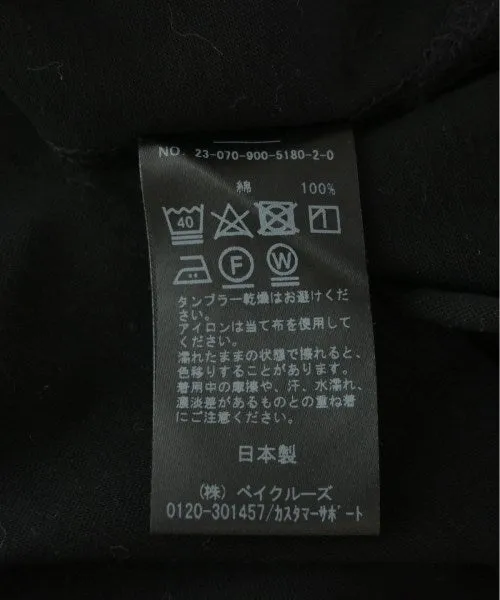 NO. 23-070-900-5180-2-0
綿 100%
40
F W
タンブラー乾燥はお避けくだ
さい。
アイロンは当て布を使用して
ください。
濡れたままの状態で擦れると、
色移りすることがあります。
着用中の摩擦や、汗、水濡れ、
濃淡差があるものとの重ね着
にご注意ください。
日本製
（株）ベイクルーズ
0120-301457/カスタマーサポート